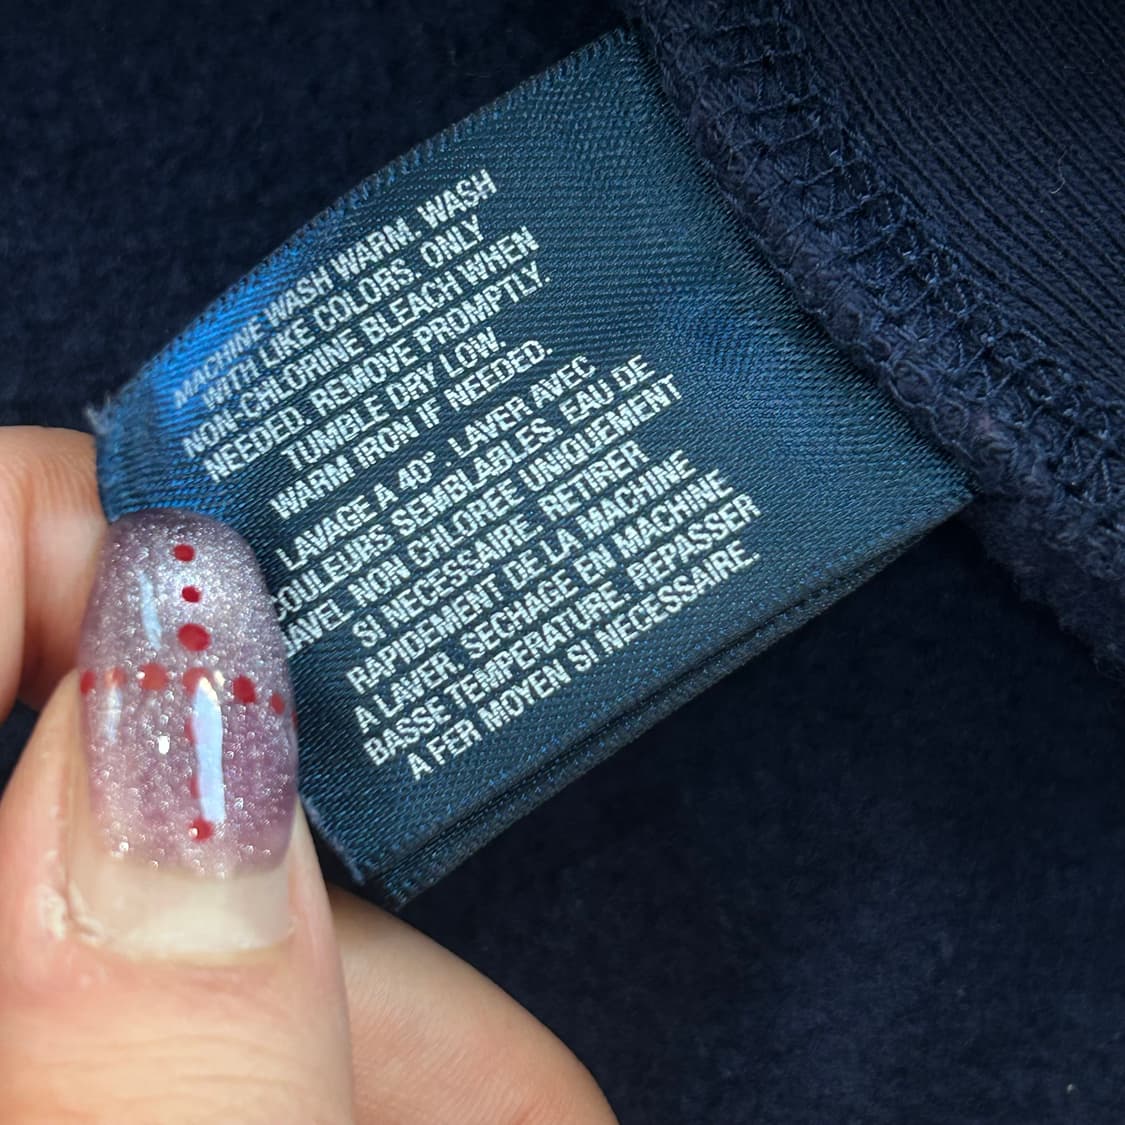 MACHINE WASH WARM. WASH
WITH LIKE COLORS. ONLY
NON-CHLORINE BLEACH WHEN
NEEDED. REMOVE PROMPTLY.
TUMBLE DRY LOW.
WARM IRON IF NEEDED.
LAVAGE A 40°. LAVER AVEC
COULEURS SEMBLABLES. EAU DE
JAVEL NON CHLOREE UNIQUEMENT
SI NECESSAIRE. RETIRER
RAPIDEMENT DE LA MACHINE
A LAVER. SECHAGE EN MACHINE
BASSE TEMPERATURE. REPASSER
A FER MOYEN SI NECESSAIRE.